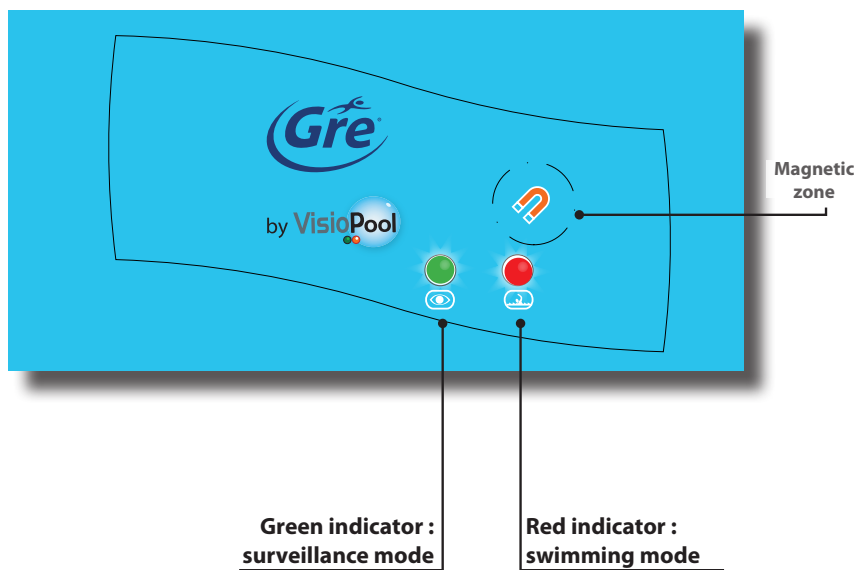 Gre
by VisioPool
Magnetic
zone
Green indicator :
surveillance mode
Red indicator :
swimming mode